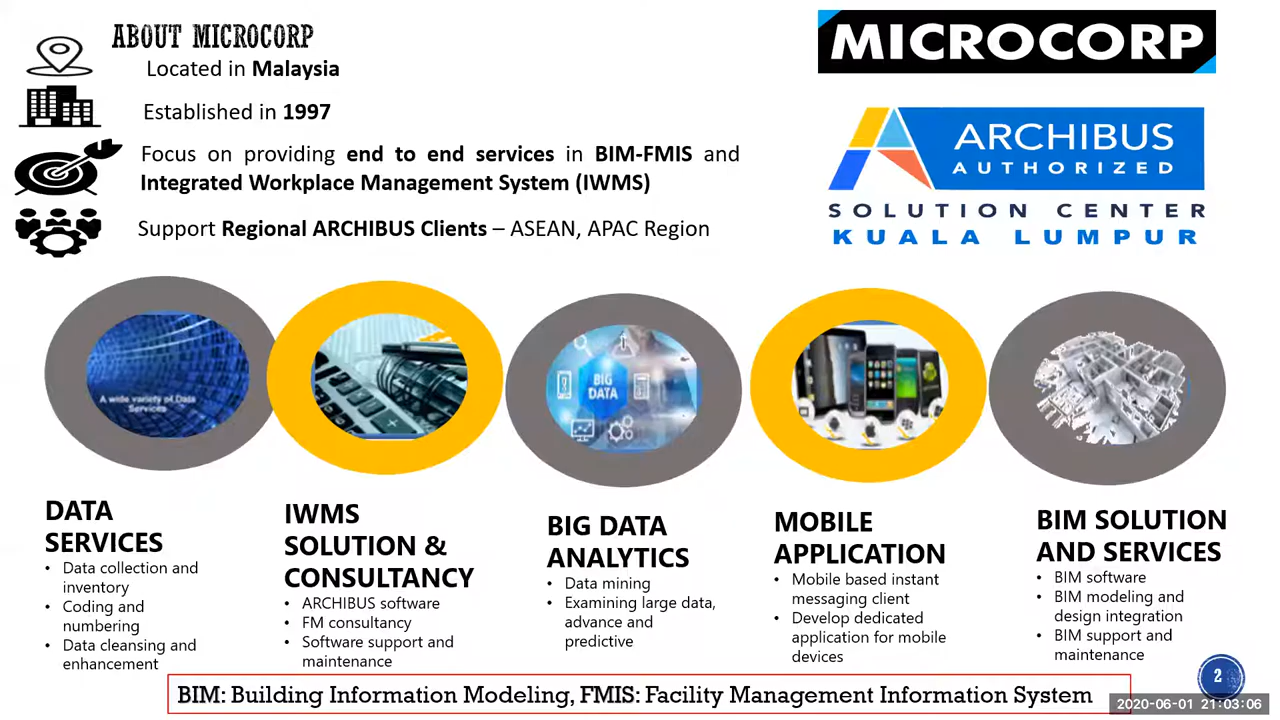 ABOUT MICROCORP
Located in Malaysia
Established in 1997
Focus on providing end to end services in BIM-FMIS and
Integrated Workplace Management System (IWMS)
Support Regional ARCHIBUS Clients – ASEAN, APAC Region
MICROCORP
ARCHIBUS
AUTHORIZED
SOLUTION CENTER
KUALA LUMPUR
A wide variety of Data
Services
BIG
DATA
DATA
SERVICES
• Data collection and
inventory
• Coding and
numbering
• Data cleansing and
enhancement
IWMS
SOLUTION &
CONSULTANCY
• ARCHIBUS software
• FM consultancy
• Software support and
maintenance
BIG DATA
ANALYTICS
• Data mining
• Examining large data,
advance and
predictive
MOBILE
APPLICATION
• Mobile based instant
messaging client
• Develop dedicated
application for mobile
devices
BIM SOLUTION
AND SERVICES
• BIM software
• BIM modeling and
design integration
• BIM support and
maintenance
BIM: Building Information Modeling, FMIS: Facility Management Information System
2
2020-06-01 21:03:06